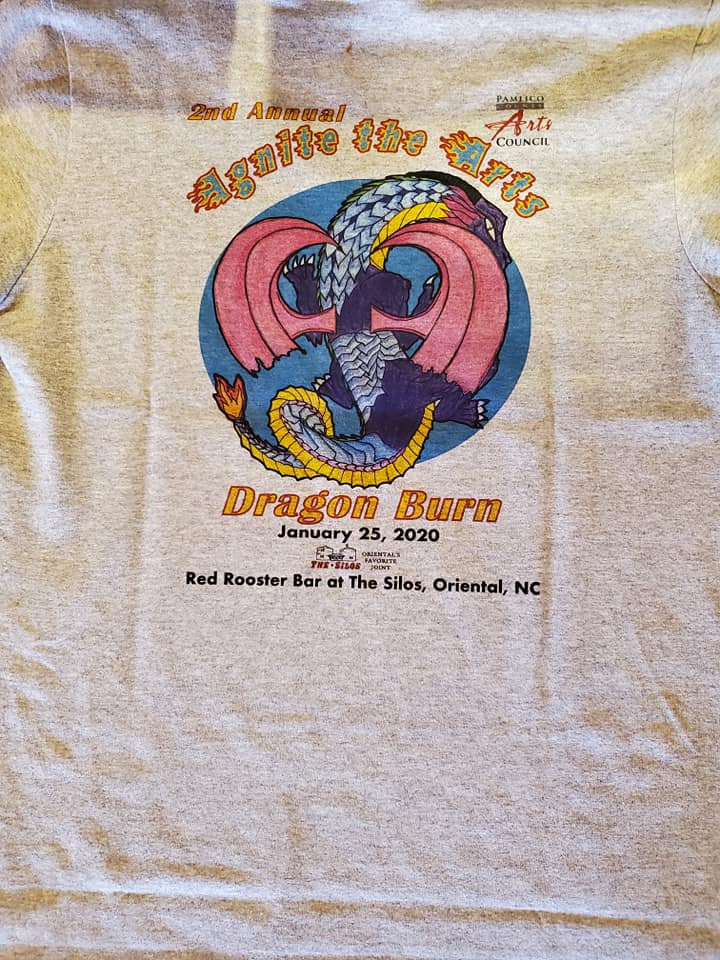 2nd Annual
Agnite the Arts
PAMLICO
COUNTY
Arts
COUNCIL
Dragon Burn
January 25, 2020
THE • SILOS
ORIENTAL'S
FAVORITE
JOINT
Red Rooster Bar at The Silos, Oriental, NC